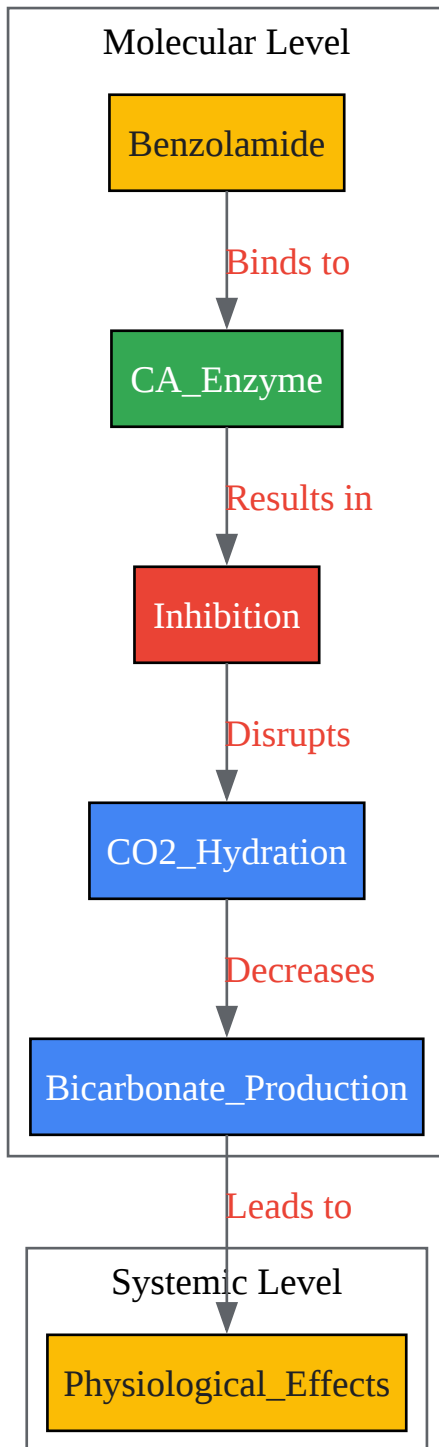 Molecular Level
Benzolamide
Binds to
CA_Enzyme
Results in
Inhibition
Disrupts
CO2_Hydration
Decreases
Bicarbonate_Production
Leads to
Systemic Level
Physiological_Effects